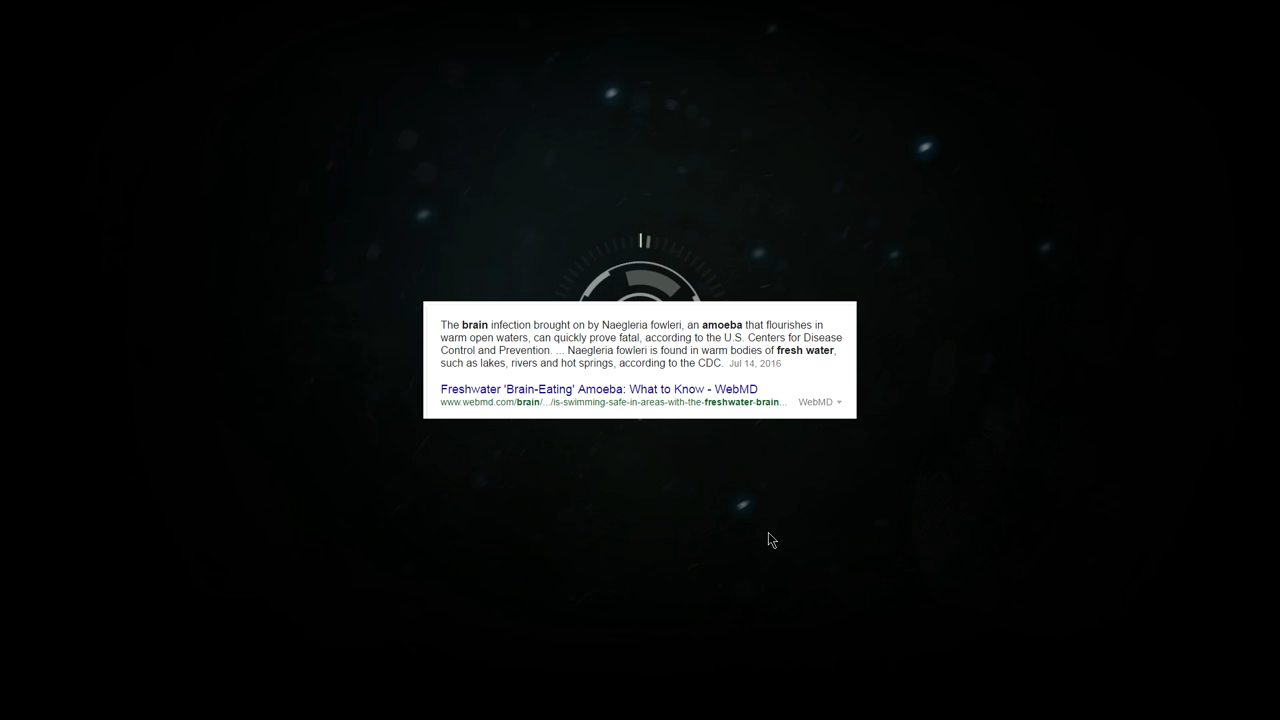 The brain infection brought on by Naegleria fowleri, an amoeba that flourishes in
warm open waters, can quickly prove fatal, according to the U.S. Centers for Disease
Control and Prevention. ... Naegleria fowleri is found in warm bodies of fresh water,
such as lakes, rivers and hot springs, according to the CDC. Jul 14, 2016
Freshwater 'Brain-Eating' Amoeba: What to Know - WebMD
www.webmd.com/brain/.../is-swimming-safe-in-areas-with-the-freshwater-brain... WebMD